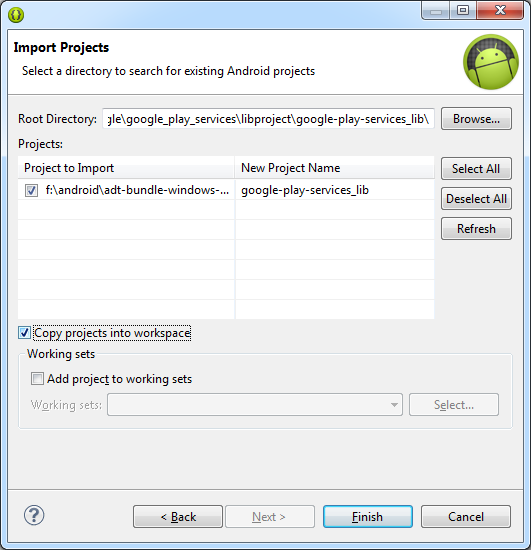 Import Projects
Select a directory to search for existing Android projects
Root Directory: gle\google_play_services\libproject\google-play-services_lib\ Browse...
Projects:
Project to Import New Project Name Select All
f:\android\adt-bundle-windows-... google-play-services_lib Deselect All
Refresh
Copy projects into workspace
Working sets
Add project to working sets
Working sets: Select...
? < Back Next > Finish Cancel